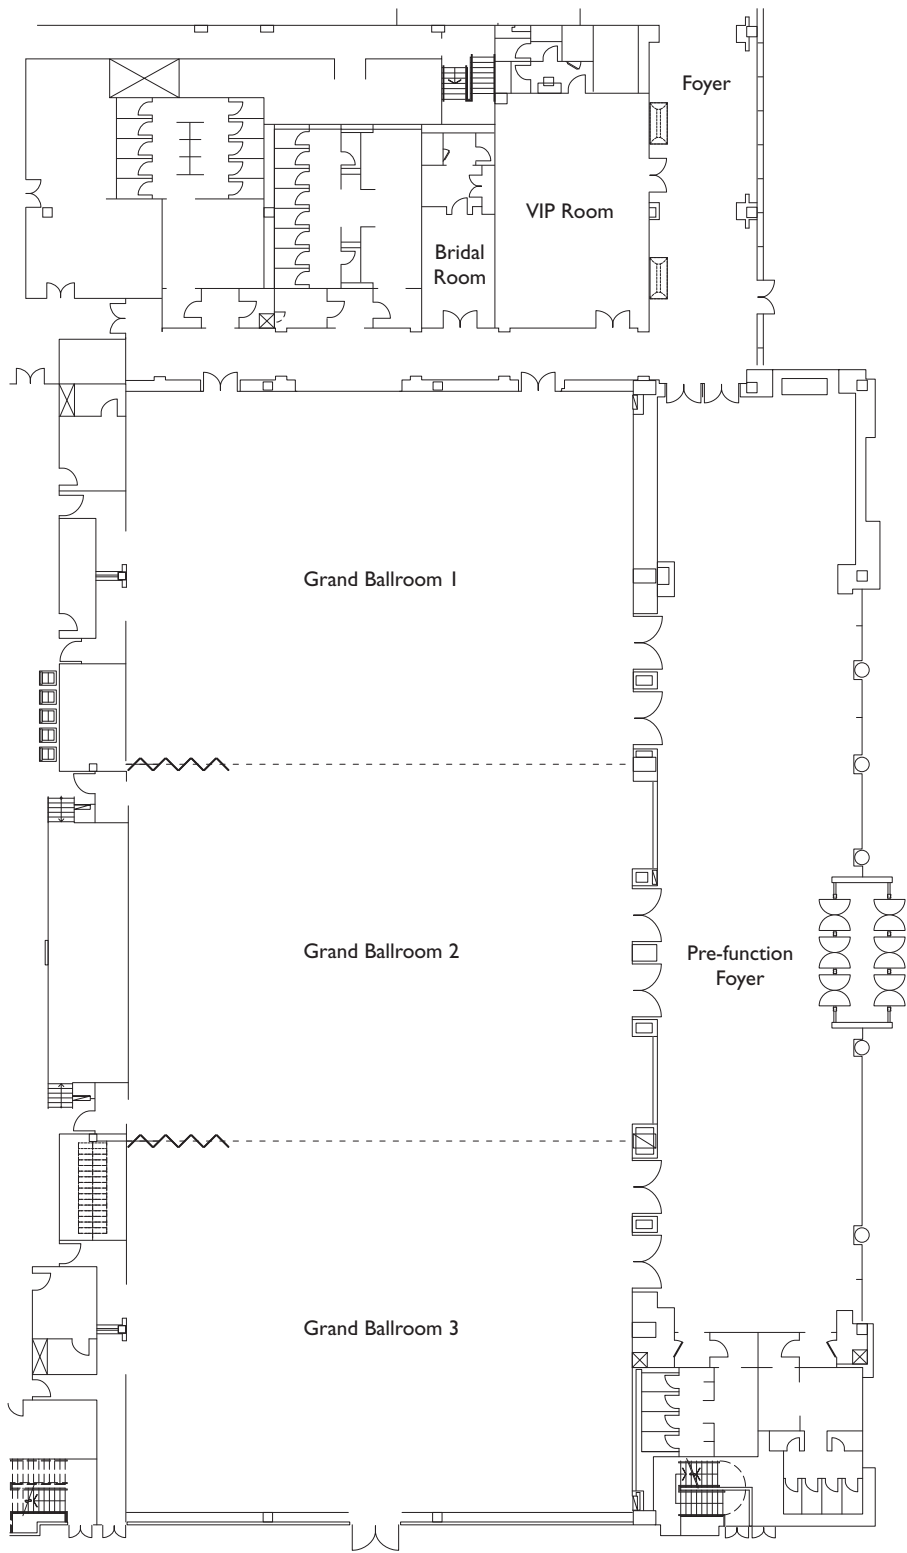 Foyer
VIP Room
Bridal
Room
Grand Ballroom 1
Grand Ballroom 2
Pre-function
Foyer
Grand Ballroom 3